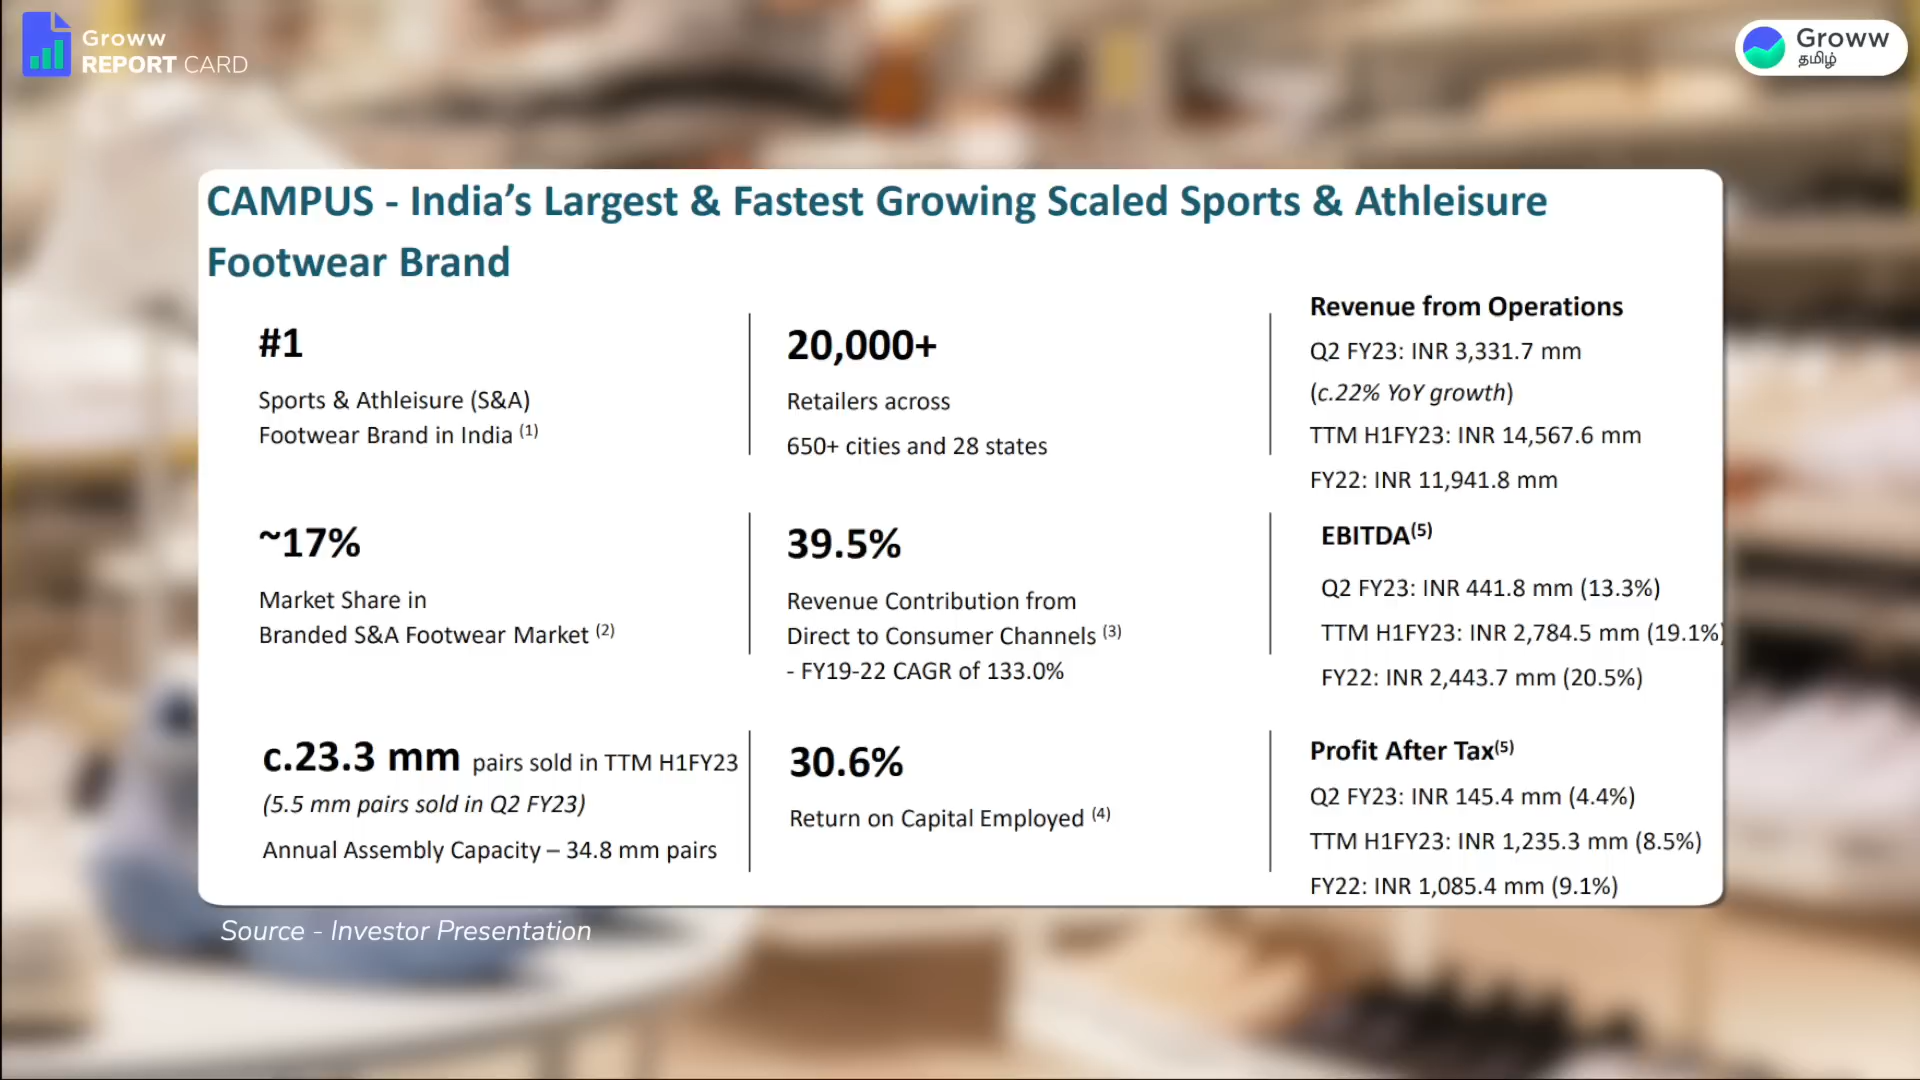 Groww
REPORT CARD
Groww
தமிழ்
CAMPUS - India’s Largest & Fastest Growing Scaled Sports & Athleisure
Footwear Brand
#1
Sports & Athleisure (S&A)
Footwear Brand in India (1)
~17%
Market Share in
Branded S&A Footwear Market (2)
c.23.3 mm pairs sold in TTM H1FY23
(5.5 mm pairs sold in Q2 FY23)
Annual Assembly Capacity – 34.8 mm pairs
20,000+
Retailers across
650+ cities and 28 states
39.5%
Revenue Contribution from
Direct to Consumer Channels (3)
- FY19-22 CAGR of 133.0%
30.6%
Return on Capital Employed (4)
Revenue from Operations
Q2 FY23: INR 3,331.7 mm
(c.22% YoY growth)
TTM H1FY23: INR 14,567.6 mm
FY22: INR 11,941.8 mm
EBITDA(5)
Q2 FY23: INR 441.8 mm (13.3%)
TTM H1FY23: INR 2,784.5 mm (19.1%)
FY22: INR 2,443.7 mm (20.5%)
Profit After Tax(5)
Q2 FY23: INR 145.4 mm (4.4%)
TTM H1FY23: INR 1,235.3 mm (8.5%)
FY22: INR 1,085.4 mm (9.1%)
Source - Investor Presentation